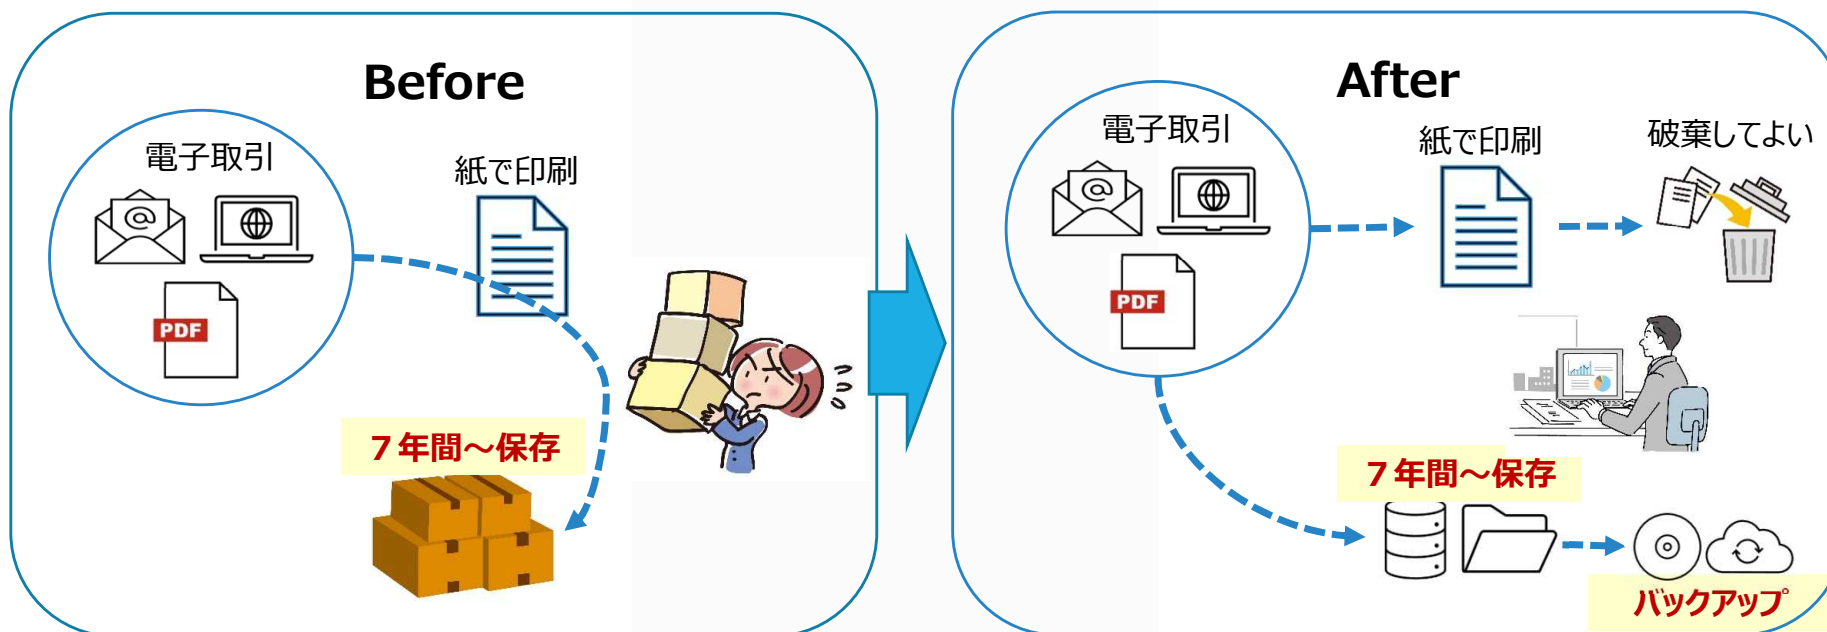 Before
電子取引
@
PDF
紙で印刷
７年間～保存
After
電子取引
@
PDF
紙で印刷
破棄してよい
７年間～保存
バックアップ